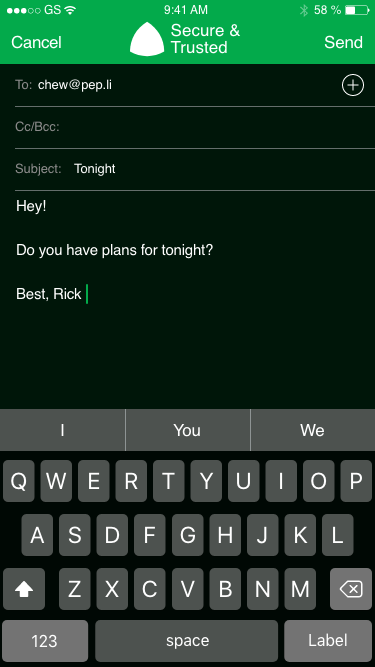 GS 9:41 AM 58 %
Cancel Secure & Trusted Send
To: chew@pep.li
Cc/Bcc:
Subject: Tonight
Hey!
Do you have plans for tonight?
Best, Rick
I You We
Q W E R T Y U I O P
A S D F G H J K L
Z X C V B N M
123 space Label